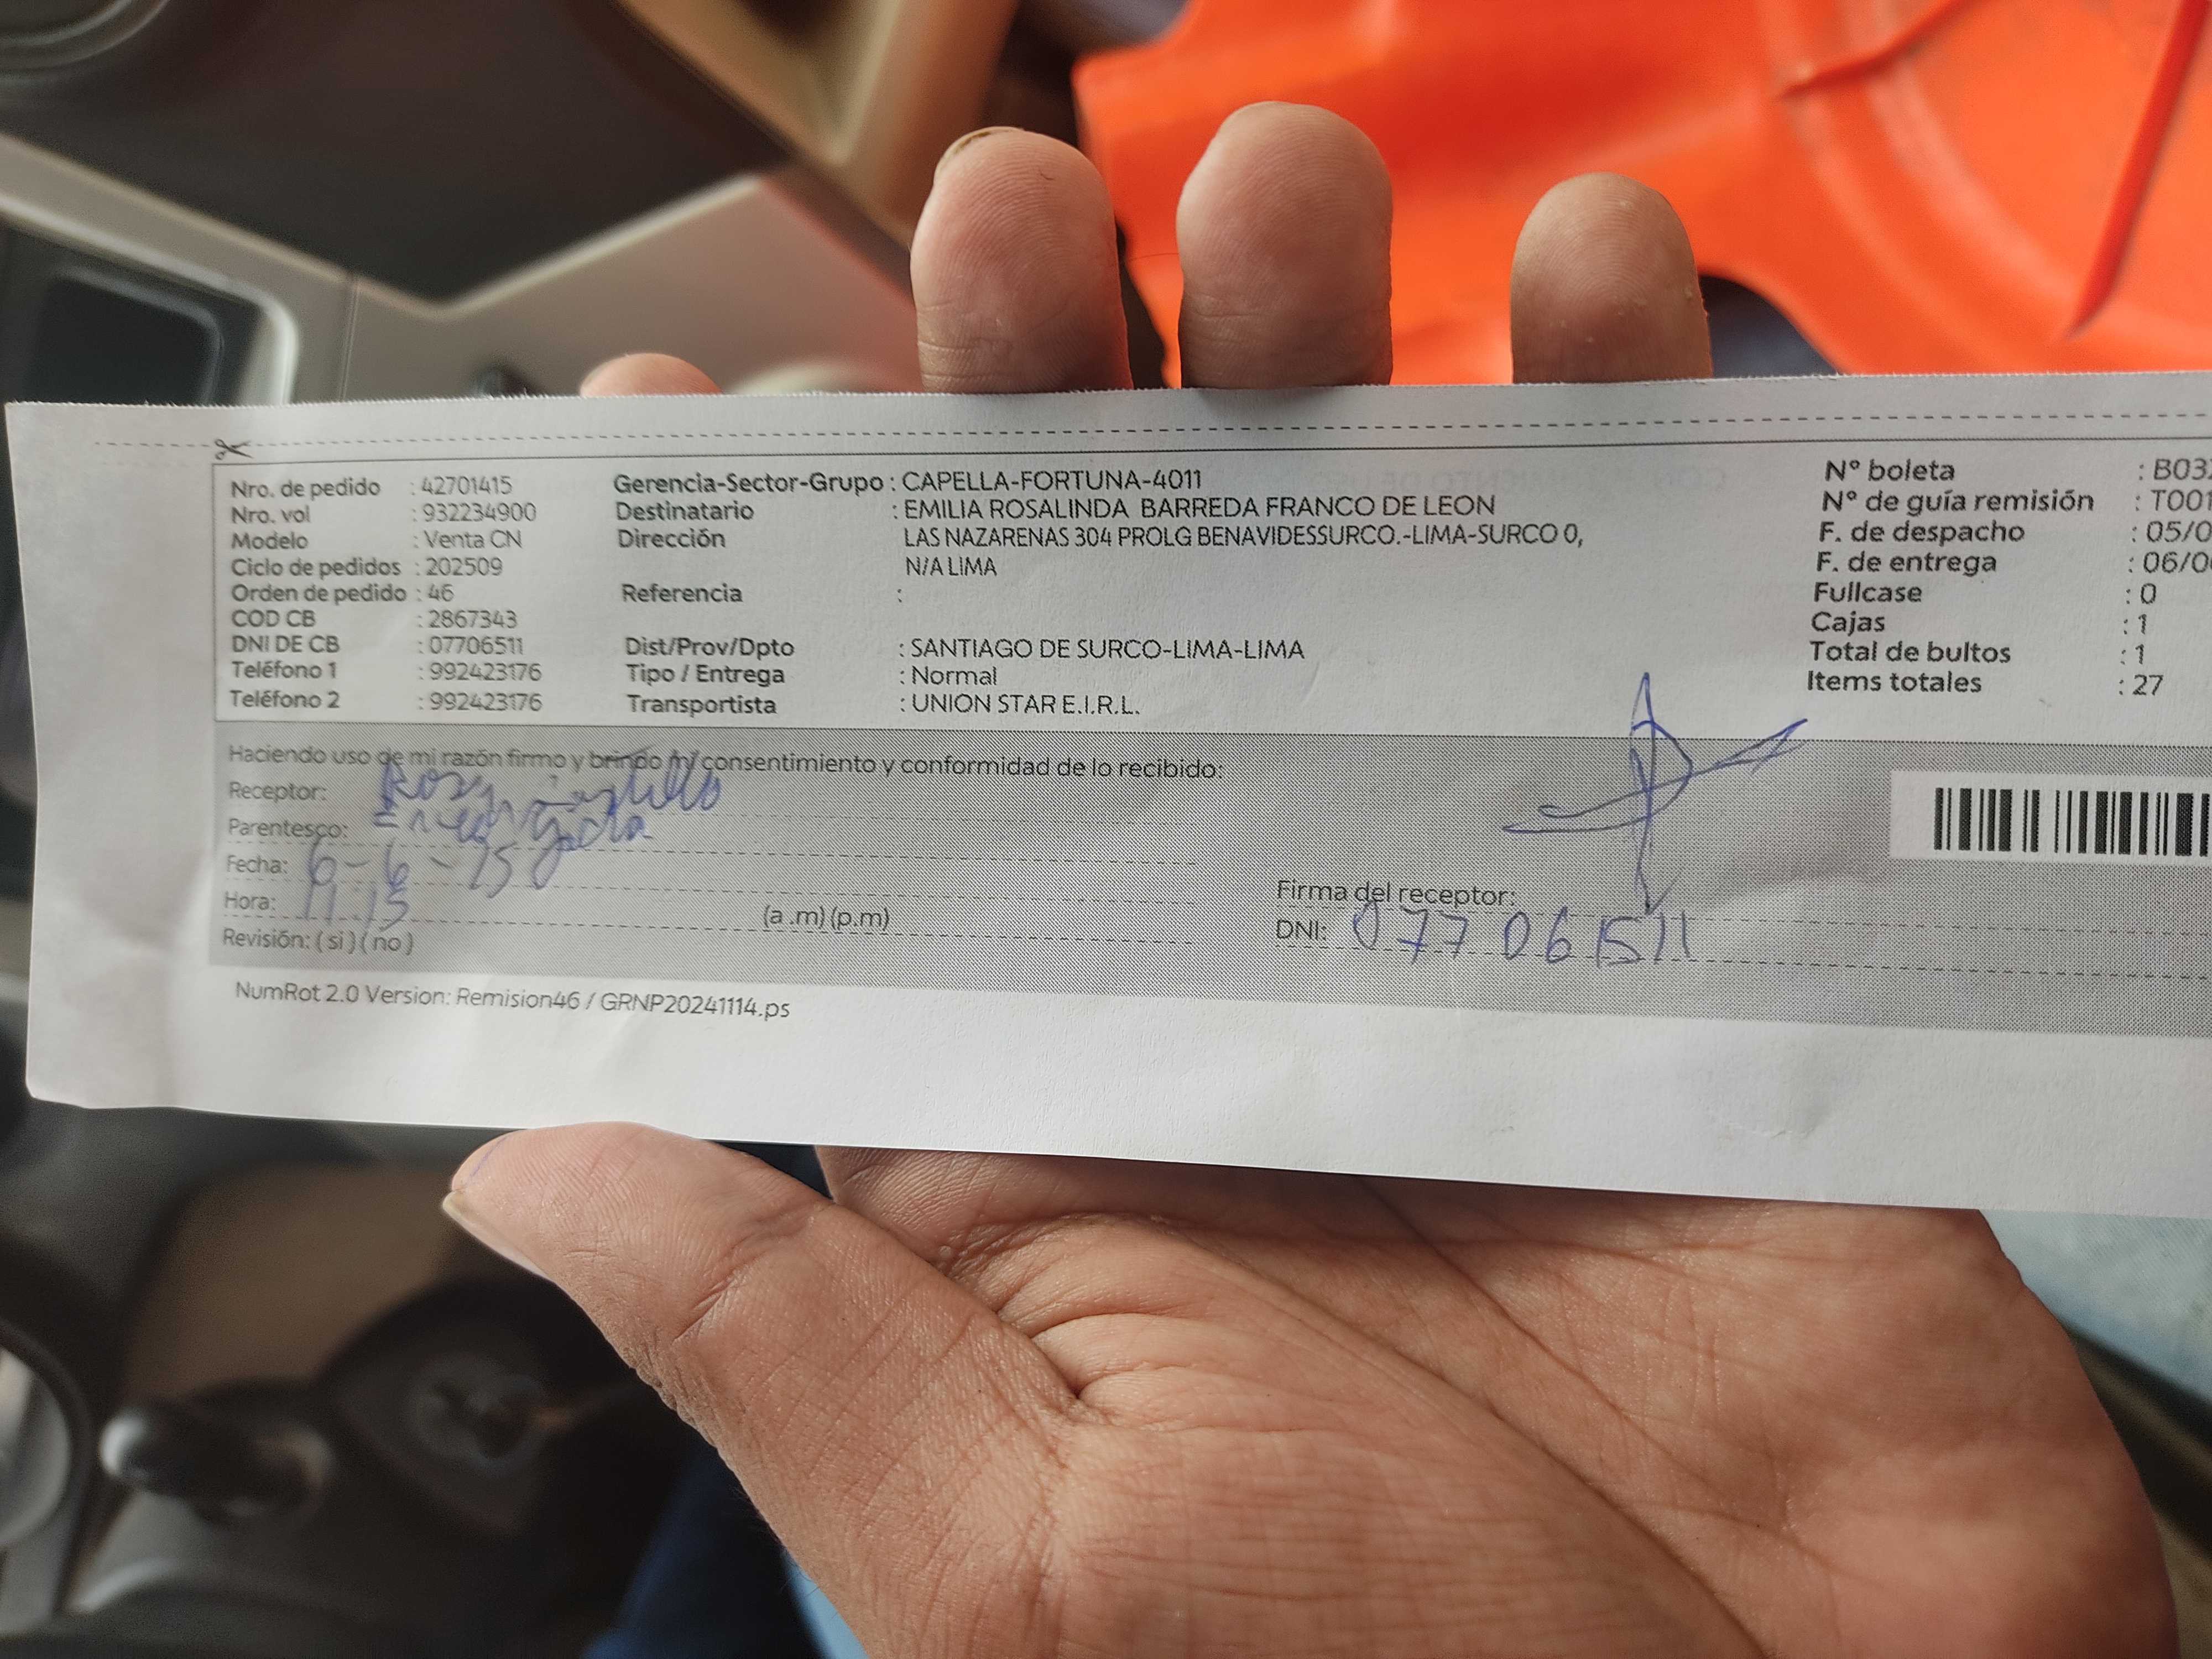 Nro. de pedido : 42701415
Nro. vol : 932234900
Modelo : Venta CN
Ciclo de pedidos : 202509
Orden de pedido : 46
COD CB : 2867343
DNI DE CB : 07706511
Teléfono 1 : 992423176
Teléfono 2 : 992423176
Gerencia-Sector-Grupo : CAPELLA-FORTUNA-4011
Destinatario : EMILIA ROSALINDA BARREDA FRANCO DE LEON
Dirección LAS NAZARENAS 304 PROLG BENAVIDESSURCO.-LIMA-SURCO 0,
N/A LIMA
Referencia :
Dist/Prov/Dpto : SANTIAGO DE SURCO-LIMA-LIMA
Tipo / Entrega : Normal
Transportista : UNION STAR E.I.R.L.
N° boleta : B03
N° de guía remisión : T001
F. de despacho : 05/0
F. de entrega : 06/0
Fullcase : 0
Cajas : 1
Total de bultos : 1
Items totales : 27
Haciendo uso de mi razón firmo y brindo mi consentimiento y conformidad de lo recibido:
Receptor: Rosa Castillo
Parentesco: Encargada
Fecha: 6-6-25
Hora: 11:15 (a .m) (p.m)
Revisión: ( si ) ( no )
Firma del receptor:
DNI: 07706511
NumRot 2.0 Version: Remision46 / GRNP20241114.ps